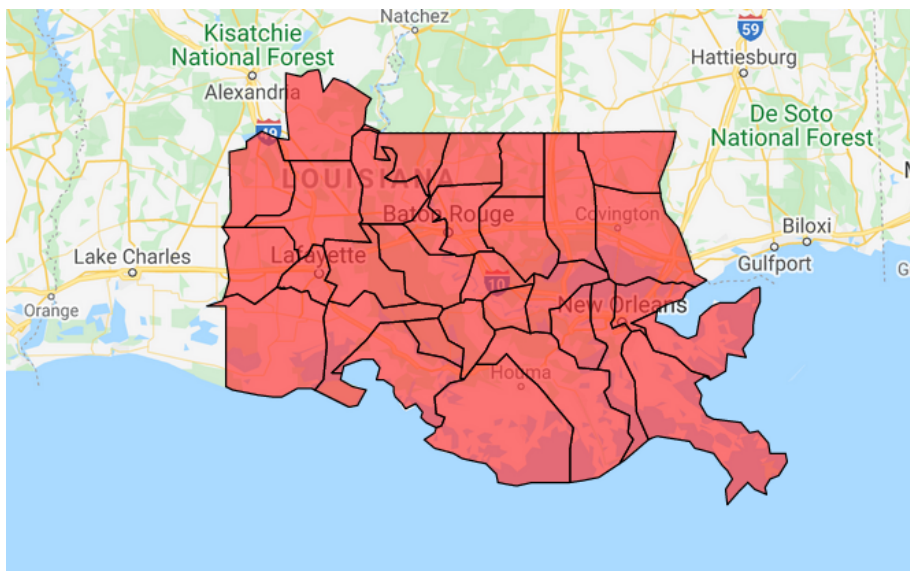 Natchez
Kisatchie
National Forest
59
Hattiesburg
Alexandria
De Soto
National Forest
49
LOUISIANA
Baton Rouge
Covington
Biloxi
Lake Charles
Lafayette
Gulfport
10
Orange
New Orleans
Houma